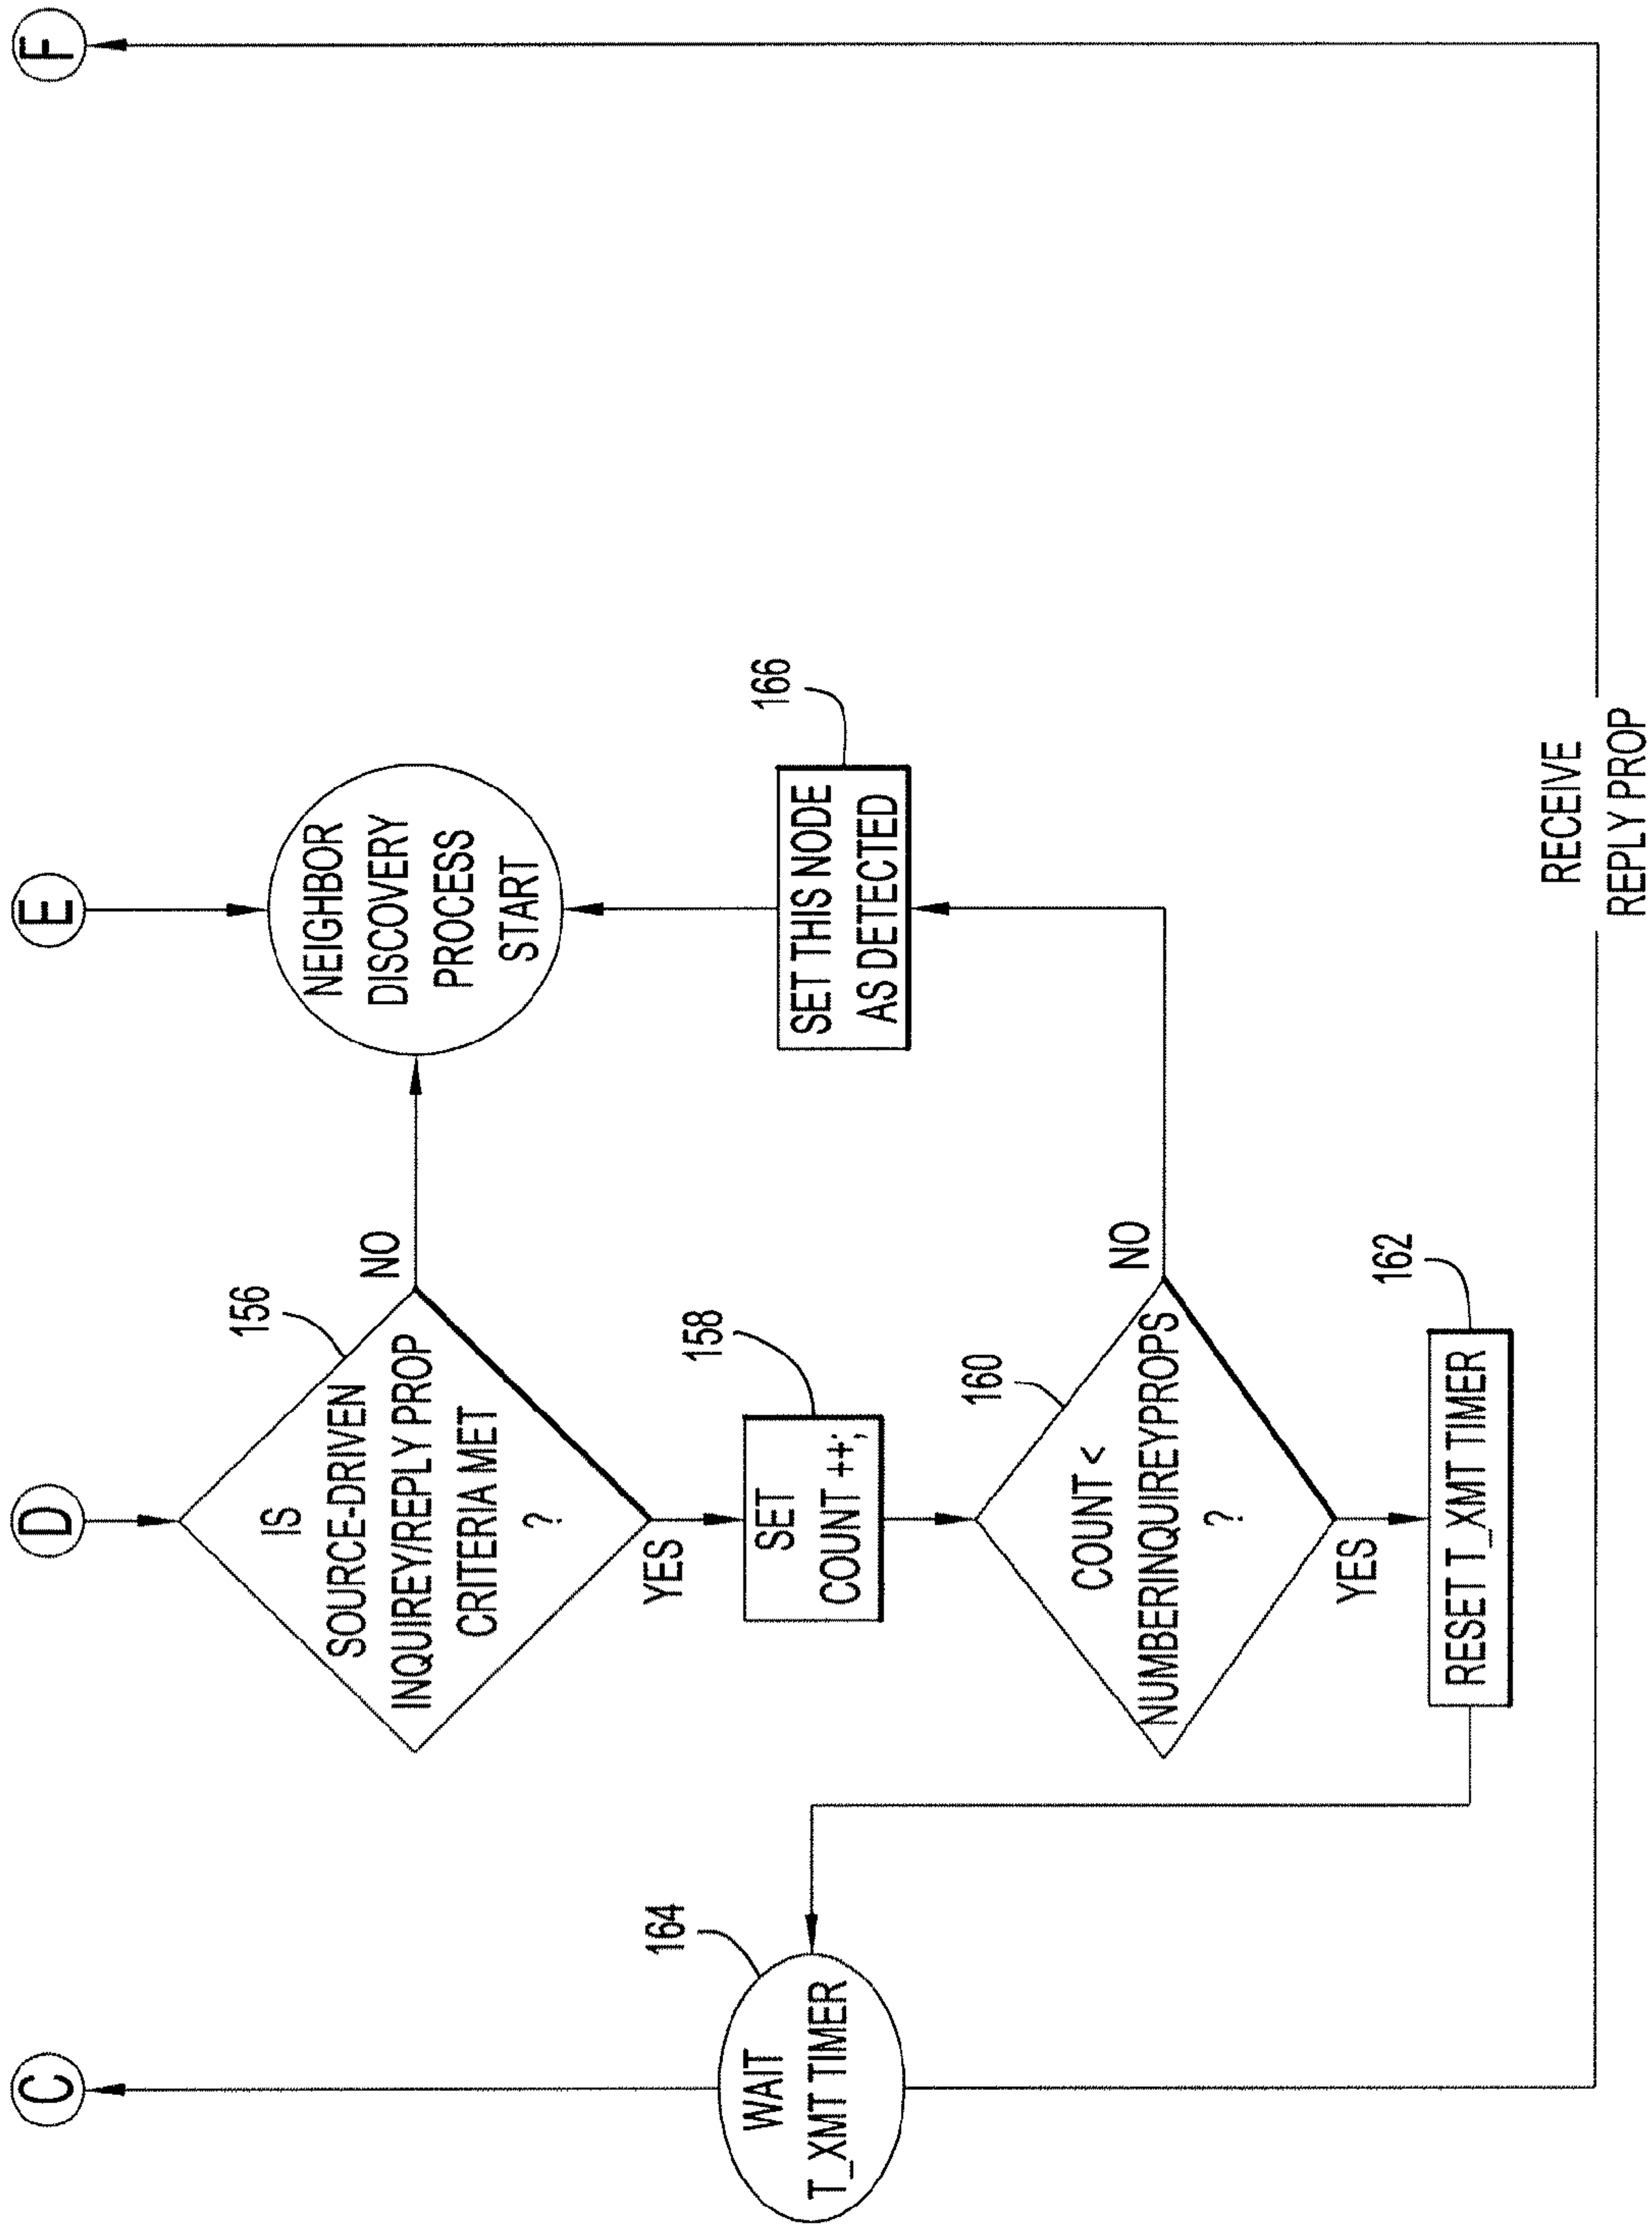 C
D
E
F
IS
SOURCE-DRIVEN
INQUIREY/REPLY PROP
CRITERIA MET
?
156
NO
YES
NEIGHBOR
DISCOVERY
PROCESS
START
164
WAIT
T_XMT TIMER
158
SET
COUNT ++;
166
SET THIS NODE
AS DETECTED
160
COUNT <
NUMBERINQUIREYPROPS
?
NO
YES
162
RESET T_XMT TIMER
RECEIVE
REPLY PROP